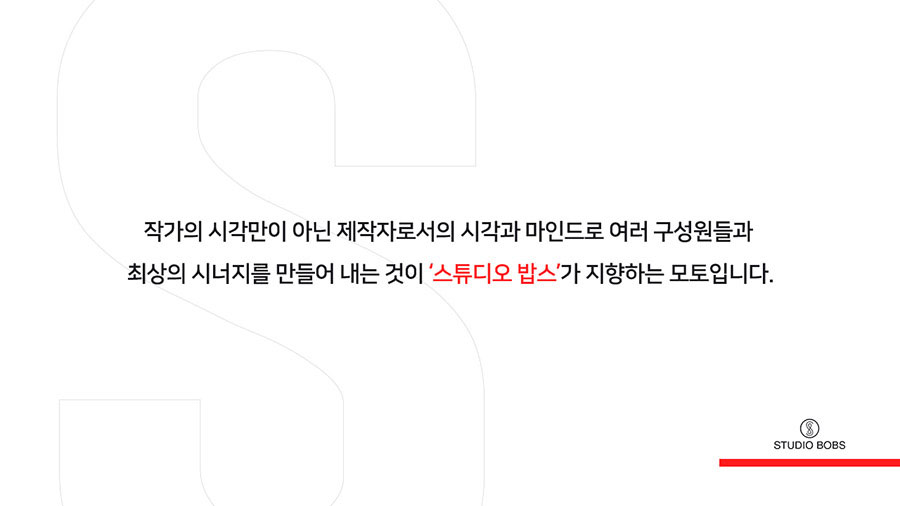 작가의 시각만이 아닌 제작자로서의 시각과 마인드로 여러 구성원들과
최상의 시너지를 만들어 내는 것이 ‘스튜디오 밥스’가 지향하는 모토입니다.
STUDIO BOBS